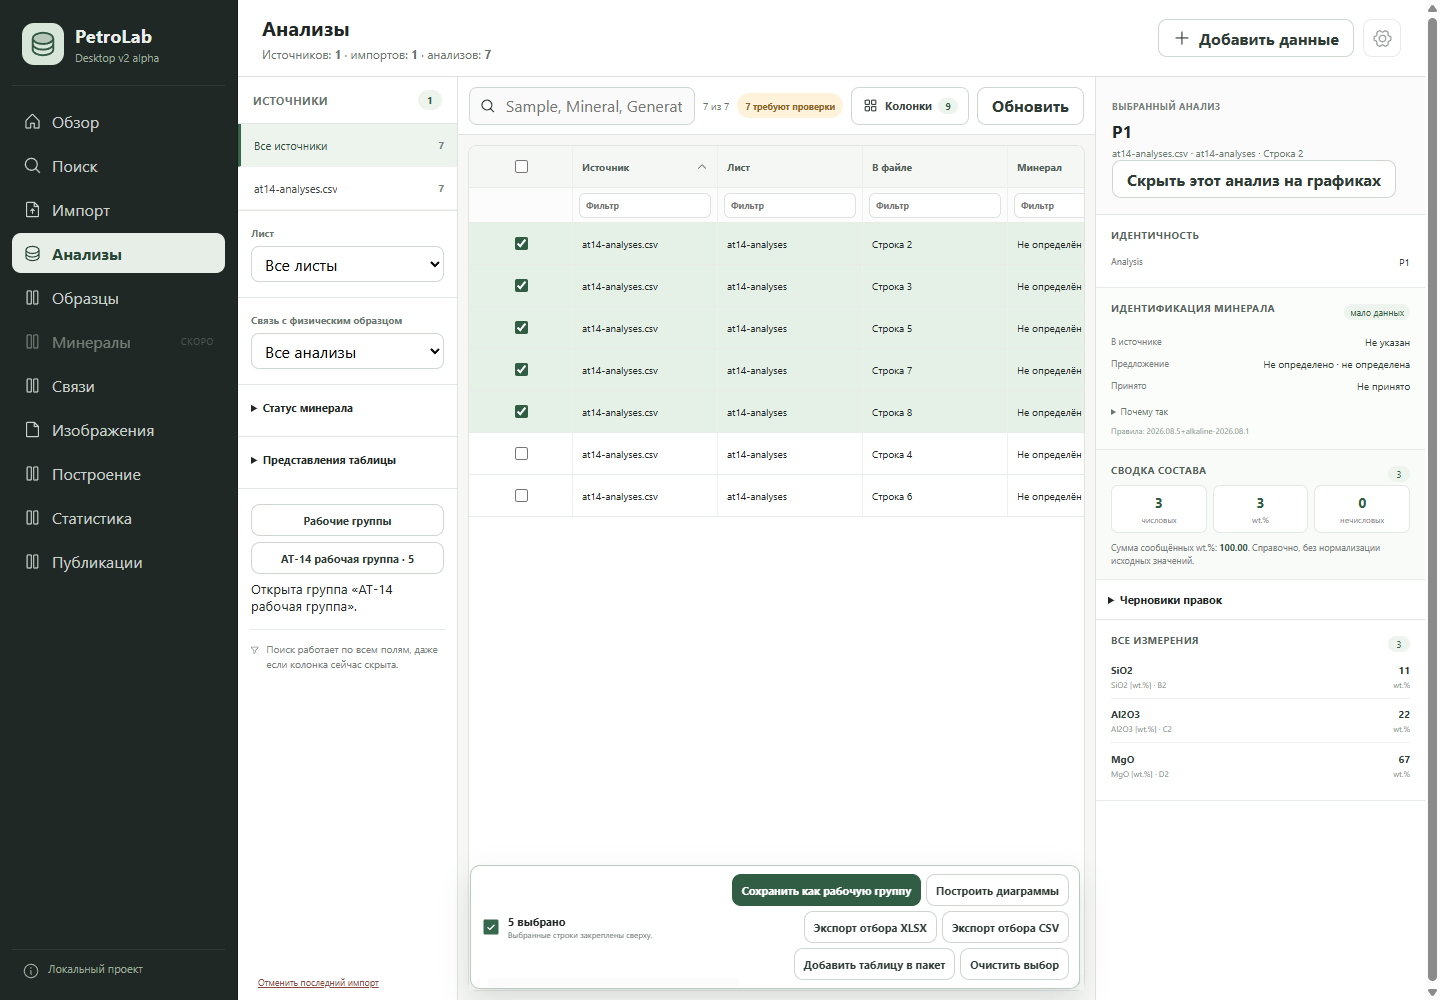 PetroLab
Desktop v2 alpha
Обзор
Поиск
Импорт
Анализы
Образцы
Минералы СКОРО
Связи
Изображения
Построение
Статистика
Публикации
Локальный проект
Анализы
Источников: 1 · импортов: 1 · анализов: 7
Добавить данные
ИСТОЧНИКИ 1
Все источники 7
at14-analyses.csv 7
Лист
Все листы
Связь с физическим образцом
Все анализы
Статус минерала
Представления таблицы
Рабочие группы
АТ-14 рабочая группа · 5
Открыта группа «АТ-14
рабочая группа».
Поиск работает по всем полям, даже
если колонка сейчас скрыта.
Отменить последний импорт
Sample, Mineral, Generat
7 из 7
7 требуют проверки
Колонки 9
Обновить
Источник Лист В файле Минерал
Фильтр Фильтр Фильтр Фильтр
at14-analyses.csv at14-analyses Строка 2 Не определён
at14-analyses.csv at14-analyses Строка 3 Не определён
at14-analyses.csv at14-analyses Строка 5 Не определён
at14-analyses.csv at14-analyses Строка 7 Не определён
at14-analyses.csv at14-analyses Строка 8 Не определён
at14-analyses.csv at14-analyses Строка 4 Не определён
at14-analyses.csv at14-analyses Строка 6 Не определён
5 выбрано
Выбранные строки закреплены сверху.
Сохранить как рабочую группу
Построить диаграммы
Экспорт отбора XLSX
Экспорт отбора CSV
Добавить таблицу в пакет
Очистить выбор
ВЫБРАННЫЙ АНАЛИЗ
P1
at14-analyses.csv · at14-analyses · Строка 2
Скрыть этот анализ на графиках
ИДЕНТИЧНОСТЬ
Analysis P1
ИДЕНТИФИКАЦИЯ МИНЕРАЛА мало данных
В источнике Не указан
Предложение Не определено · не определена
Принято Не принято
Почему так
Правила: 2026.08.5+alkaline-2026.08.1
СВОДКА СОСТАВА 3
3 3 0
числовых wt.% нечисловых
Сумма сообщённых wt.%: 100.00. Справочно, без нормализации
исходных значений.
Черновики правок
ВСЕ ИЗМЕРЕНИЯ 3
SiO2 11
SiO2 [wt.%] · B2 wt.%
Al2O3 22
Al2O3 [wt.%] · C2 wt.%
MgO 67
MgO [wt.%] · D2 wt.%